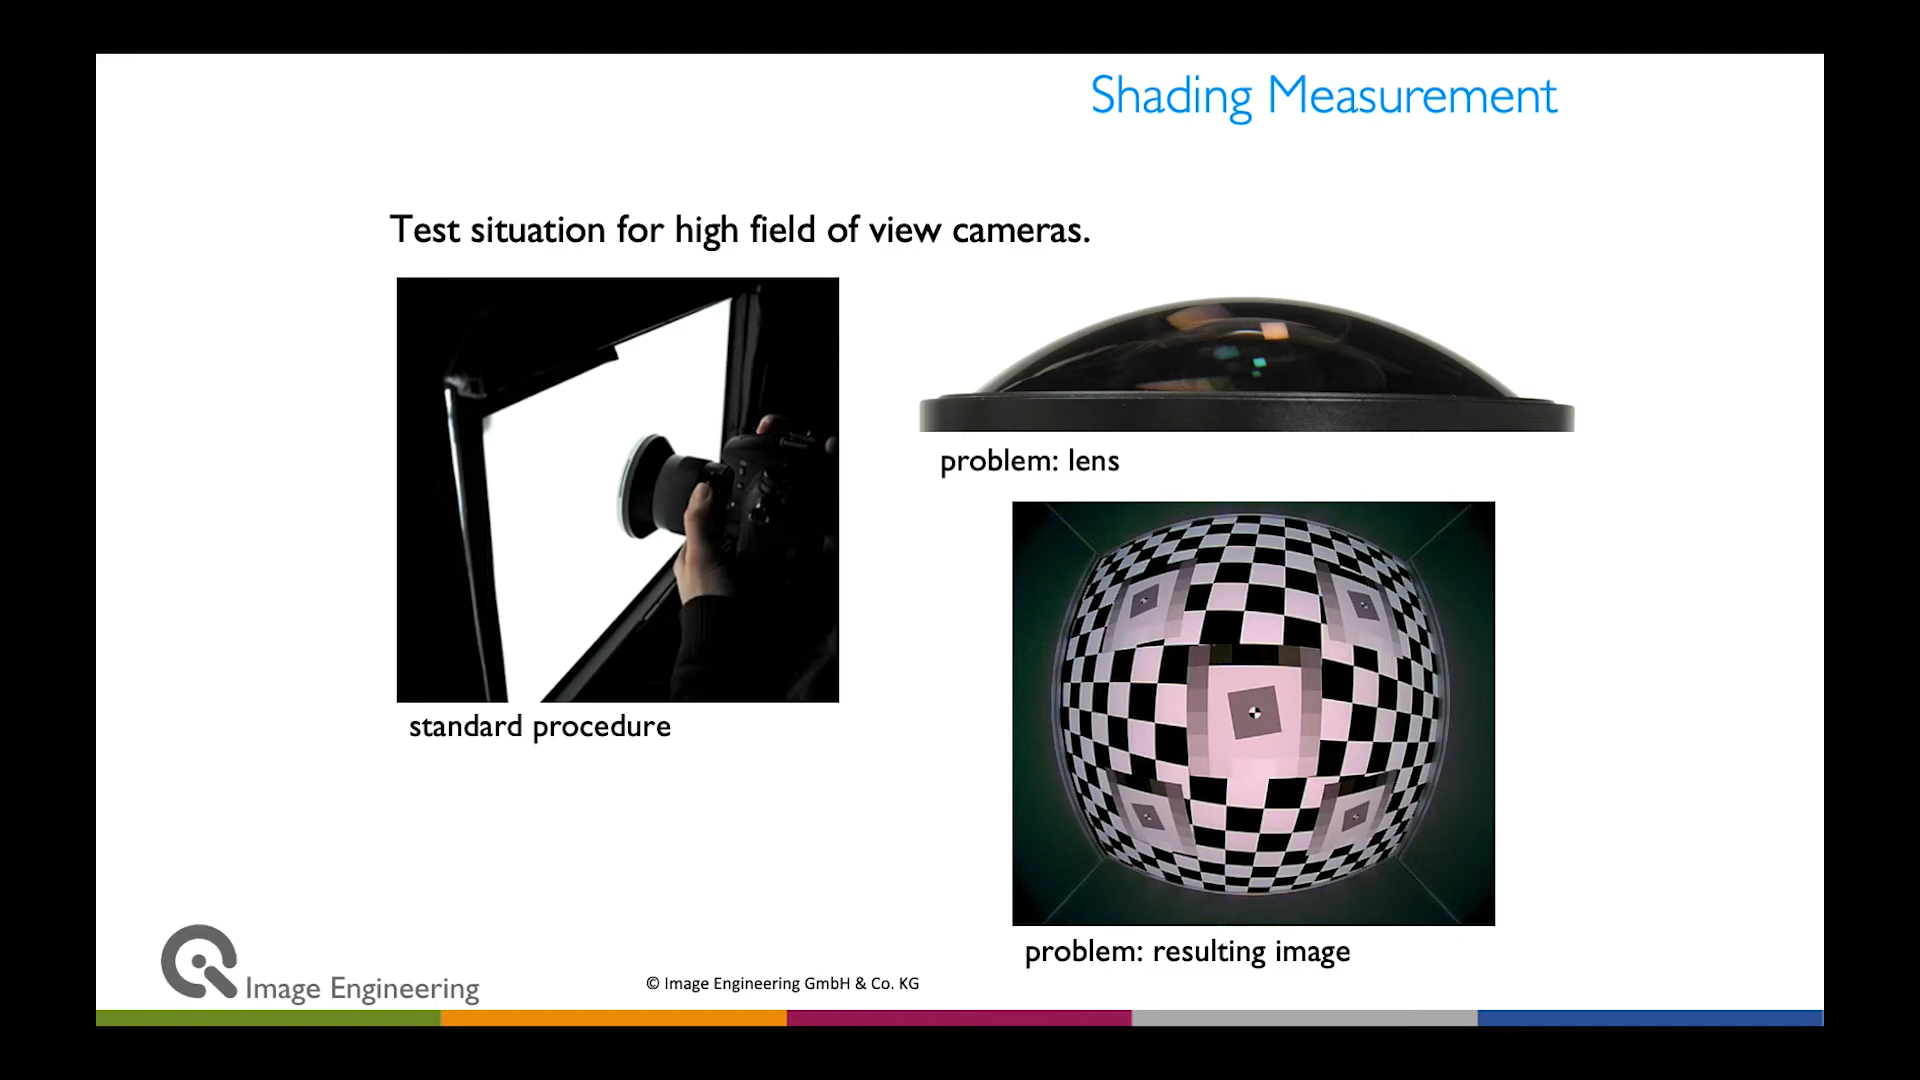 Shading Measurement
Test situation for high field of view cameras.
problem: lens
standard procedure
problem: resulting image
Image Engineering
© Image Engineering GmbH & Co. KG